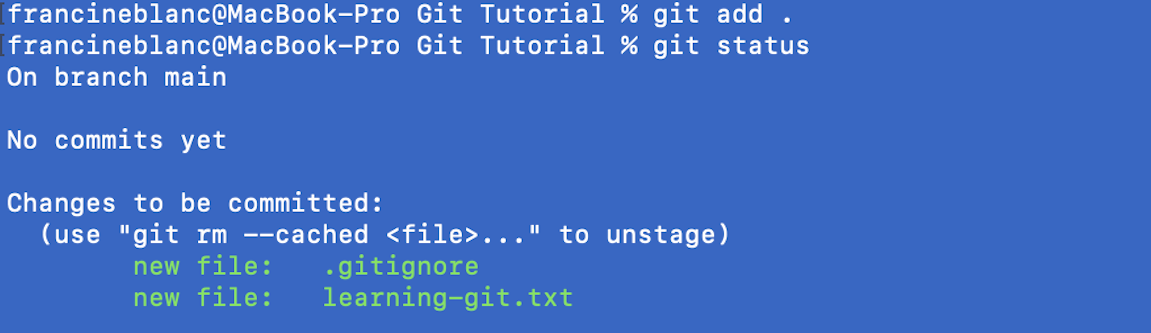 [francineblanc@MacBook-Pro Git Tutorial % git add .
[francineblanc@MacBook-Pro Git Tutorial % git status
On branch main
No commits yet
Changes to be committed:
  (use "git rm --cached <file>..." to unstage)
        new file:   .gitignore
        new file:   learning-git.txt